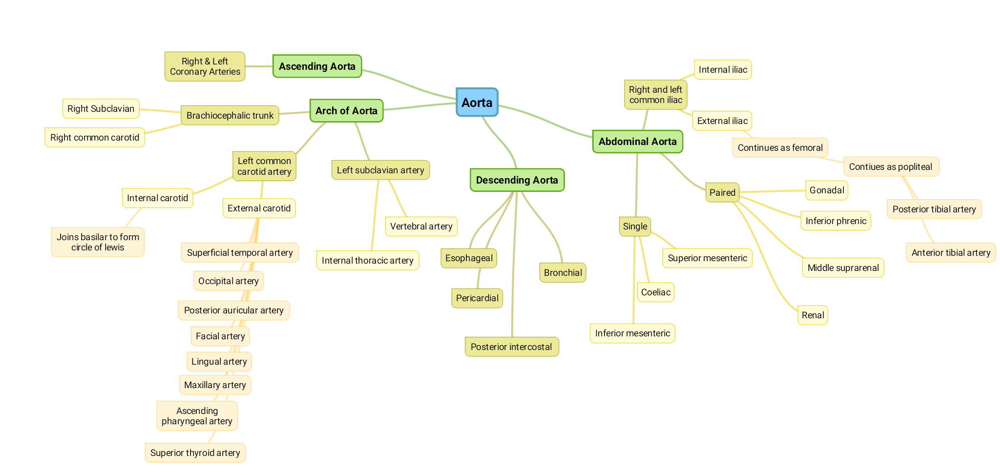 Aorta
Ascending Aorta
Right & Left
Coronary Arteries
Arch of Aorta
Brachiocephalic trunk
Right Subclavian
Right common carotid
Left common
carotid artery
Internal carotid
Joins basilar to form
circle of lewis
External carotid
Superficial temporal artery
Occipital artery
Posterior auricular artery
Facial artery
Lingual artery
Maxillary artery
Ascending
pharyngeal artery
Superior thyroid artery
Left subclavian artery
Vertebral artery
Internal thoracic artery
Descending Aorta
Esophageal
Pericardial
Posterior intercostal
Bronchial
Abdominal Aorta
Right and left
common iliac
Internal iliac
External iliac
Continues as femoral
Contiues as popliteal
Posterior tibial artery
Anterior tibial artery
Paired
Gonadal
Inferior phrenic
Middle suprarenal
Renal
Single
Superior mesenteric
Coeliac
Inferior mesenteric